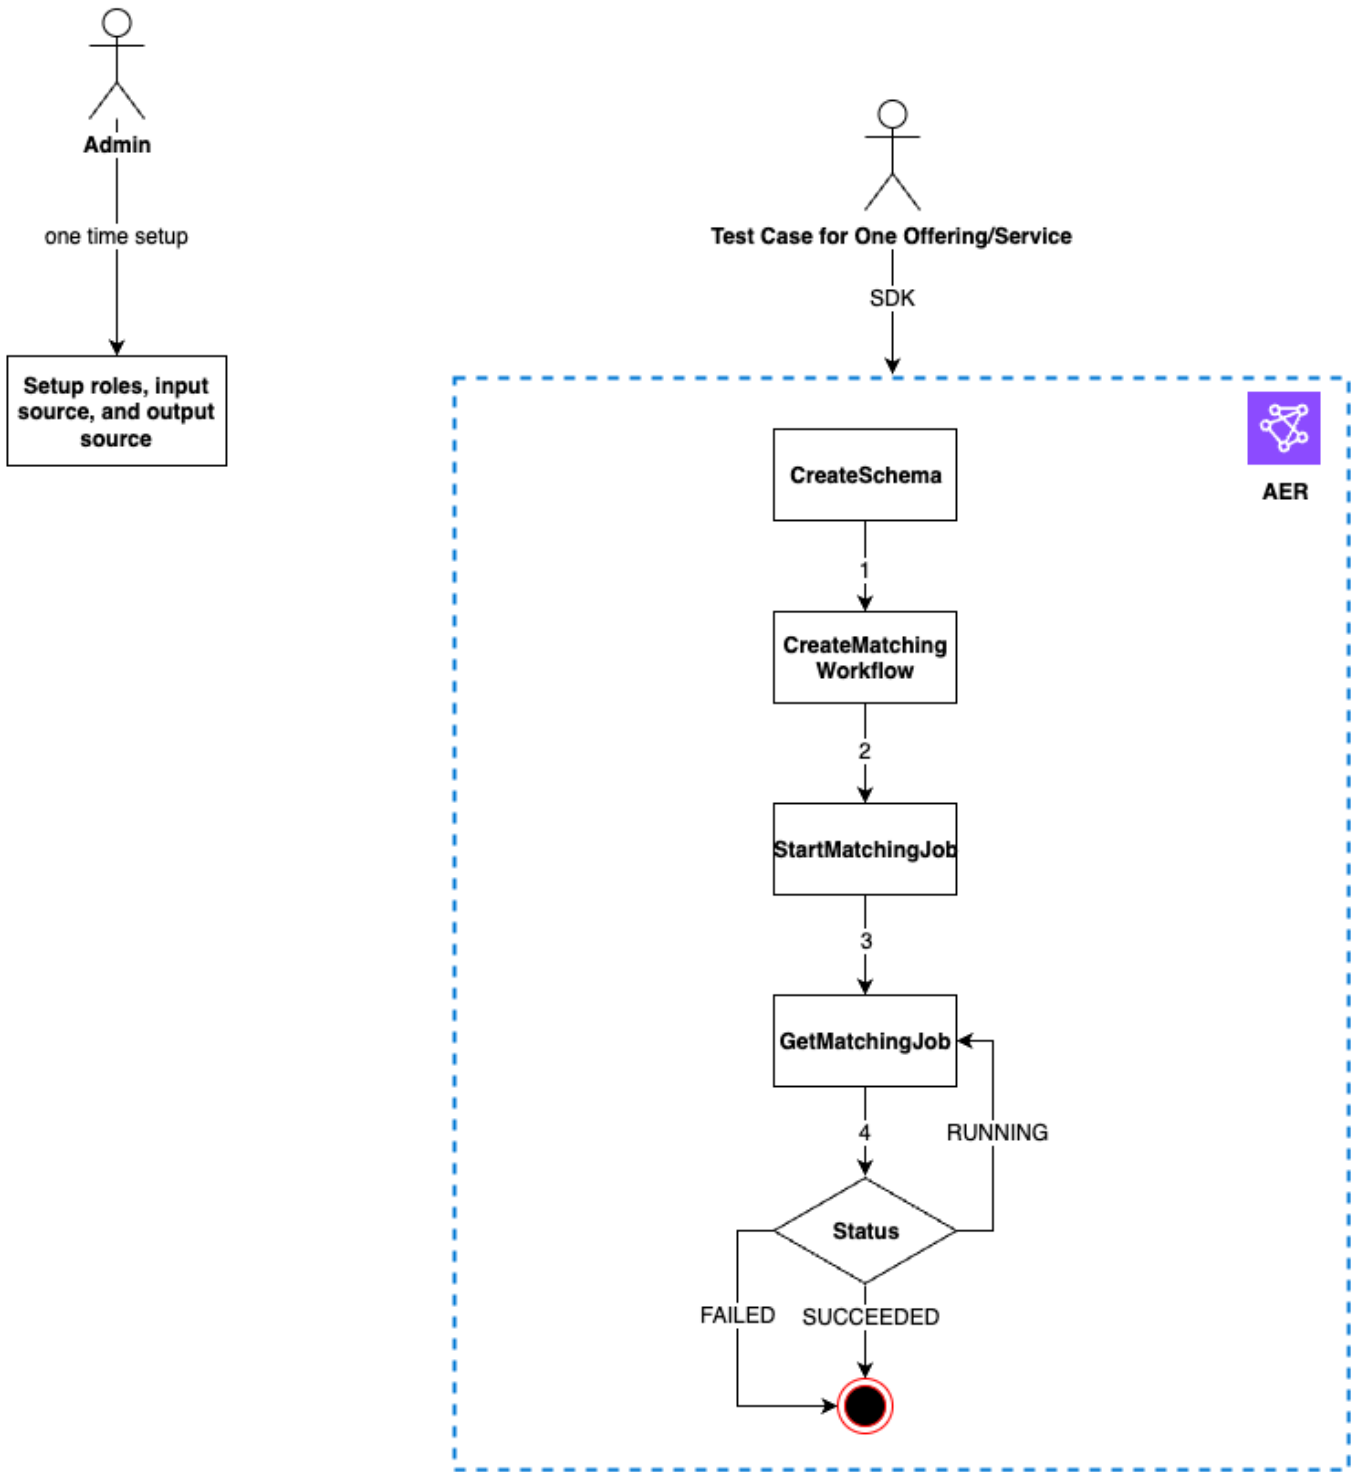 Admin
one time setup
Setup roles, input
source, and output
source
Test Case for One Offering/Service
SDK
AER
CreateSchema
1
CreateMatching
Workflow
2
StartMatchingJob
3
GetMatchingJob
4
RUNNING
Status
FAILED
SUCCEEDED